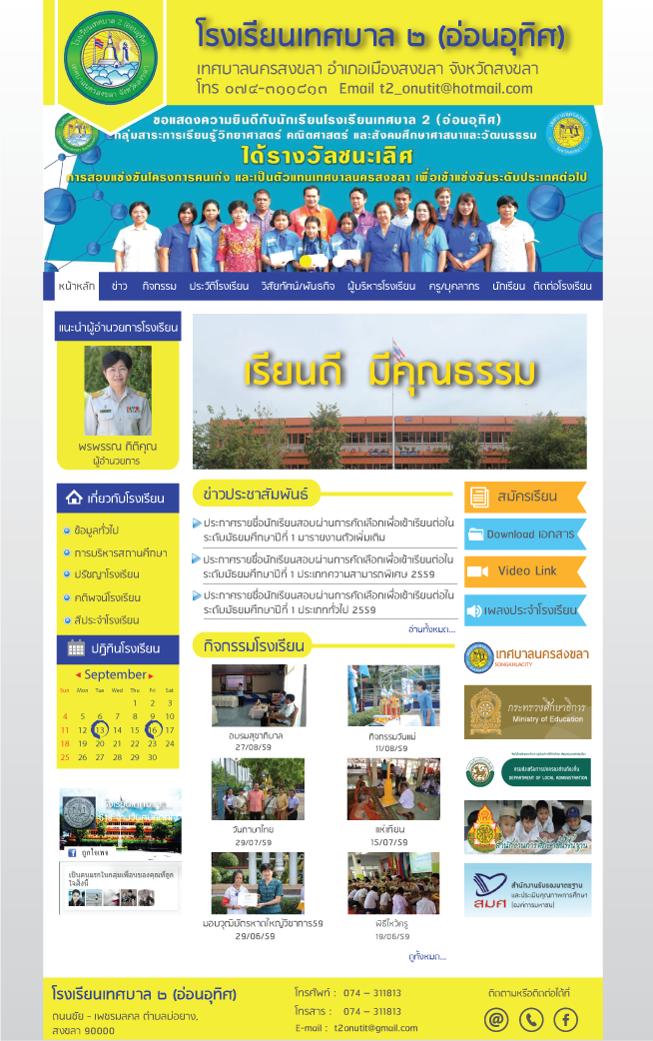 โรงเรียนเทศบาล 2 (อ่อนอุทิศ)
เทศบาลนครสงขลา
โรงเรียนเทศบาล ๒ (อ่อนอุทิศ)
เทศบาลนครสงขลา อำเภอเมืองสงขลา จังหวัดสงขลา
โทร ๐๗๔-๓๑๑๘๑๓ Email t2_onutit@hotmail.com
ขอแสดงความยินดีกับนักเรียนโรงเรียนเทศบาล 2 (อ่อนอุทิศ)
กลุ่มสาระการเรียนรู้วิทยาศาสตร์ คณิตศาสตร์ และสังคมศึกษาศาสนาและวัฒนธรรม
ได้รางวัลชนะเลิศ
การสอบแข่งขันโครงการคนเก่ง และเป็นตัวแทนเทศบาลนครสงขลา เพื่อเข้าแข่งขันระดับประเทศต่อไป
หน้าหลัก ข่าว กิจกรรม ประวัติโรงเรียน วิสัยทัศน์/พันธกิจ ผู้บริหารโรงเรียน ครู/บุคลากร นักเรียน ติดต่อโรงเรียน
แนะนำผู้อำนวยการโรงเรียน
พรพรรณ กิติคุณ
ผู้อำนวยการ
เรียนดี มีคุณธรรม
เกี่ยวกับโรงเรียน
ข้อมูลทั่วไป
การบริหารสถานศึกษา
ปรัชญาโรงเรียน
คติพจน์โรงเรียน
สีประจำโรงเรียน
ปฏิทินโรงเรียน
September
Sun Mon Tue Wed Thu Fri Sat
1 2 3
4 5 6 7 8 9 10
11 12 13 14 15 16 17
18 19 20 21 22 23 24
25 26 27 28 29 30
ถูกใจเพจ
เป็นคนแรกในกลุ่มเพื่อนของคุณที่ถูก
ใจสิ่งนี้
ข่าวประชาสัมพันธ์
ประกาศรายชื่อนักเรียนสอบผ่านการคัดเลือกเพื่อเข้าเรียนต่อใน
ระดับมัธยมศึกษาปีที่ 1 มารายงานตัวเพิ่มเติม
ประกาศรายชื่อนักเรียนสอบผ่านการคัดเลือกเพื่อเข้าเรียนต่อใน
ระดับมัธยมศึกษาปีที่ 1 ประเภทความสามารถพิเศษ 2559
ประกาศรายชื่อนักเรียนสอบผ่านการคัดเลือกเพื่อเข้าเรียนต่อใน
ระดับมัธยมศึกษาปีที่ 1 ประเภททั่วไป 2559
อ่านทั้งหมด...
กิจกรรมโรงเรียน
อบรมสุขาภิบาล
27/08/59
กิจกรรมวันแม่
11/08/59
วันภาษาไทย
29/07/59
แห่เทียน
15/07/59
มอบวุฒิบัตรหาดใหญ่วิชาการ59
29/06/59
พิธีไหว้ครู
19/06/59
ดูทั้งหมด...
สมัครเรียน
Download เอกสาร
Video Link
เพลงประจำโรงเรียน
เทศบาลนครสงขลา
SONGKHLACITY
กระทรวงศึกษาธิการ
Ministry of Education
กรมส่งเสริมการปกครองส่วนท้องถิ่น
DEPARTMENT OF LOCAL ADMINISTRATION
สำนักงานการศึกษาขั้นพื้นฐาน
สมศ
สำนักงานรับรองมาตรฐาน
และประเมินคุณภาพการศึกษา
(องค์การมหาชน)
โรงเรียนเทศบาล ๒ (อ่อนอุทิศ)
ถนนชัย - เพชรมลคล ตำบลบ่อยาง,
สงขลา 90000
โทรศัพท์ : 074 – 311813
โทรสาร : 074 – 311813
E-mail : t2onutit@gmail.com
ติดตามหรือติดต่อได้ที่